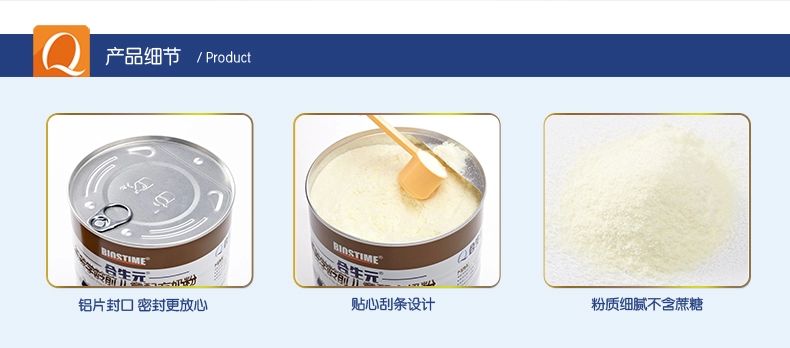 Q
产品细节 / Product
BIOSTIME®
合生元®
BIOSTIME®
合生元®
铝片封口 密封更放心
贴心刮条设计
粉质细腻不含蔗糖